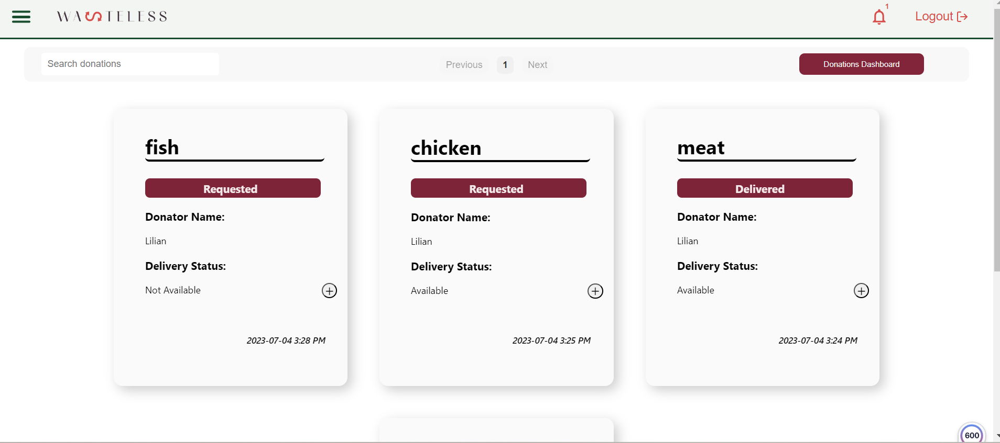 WASTELESS
1
Logout
Search donations
Previous 1 Next
Donations Dashboard
fish
Requested
Donator Name:
Lilian
Delivery Status:
Not Available
2023-07-04 3:28 PM
chicken
Requested
Donator Name:
Lilian
Delivery Status:
Available
2023-07-04 3:25 PM
meat
Delivered
Donator Name:
Lilian
Delivery Status:
Available
2023-07-04 3:24 PM
600